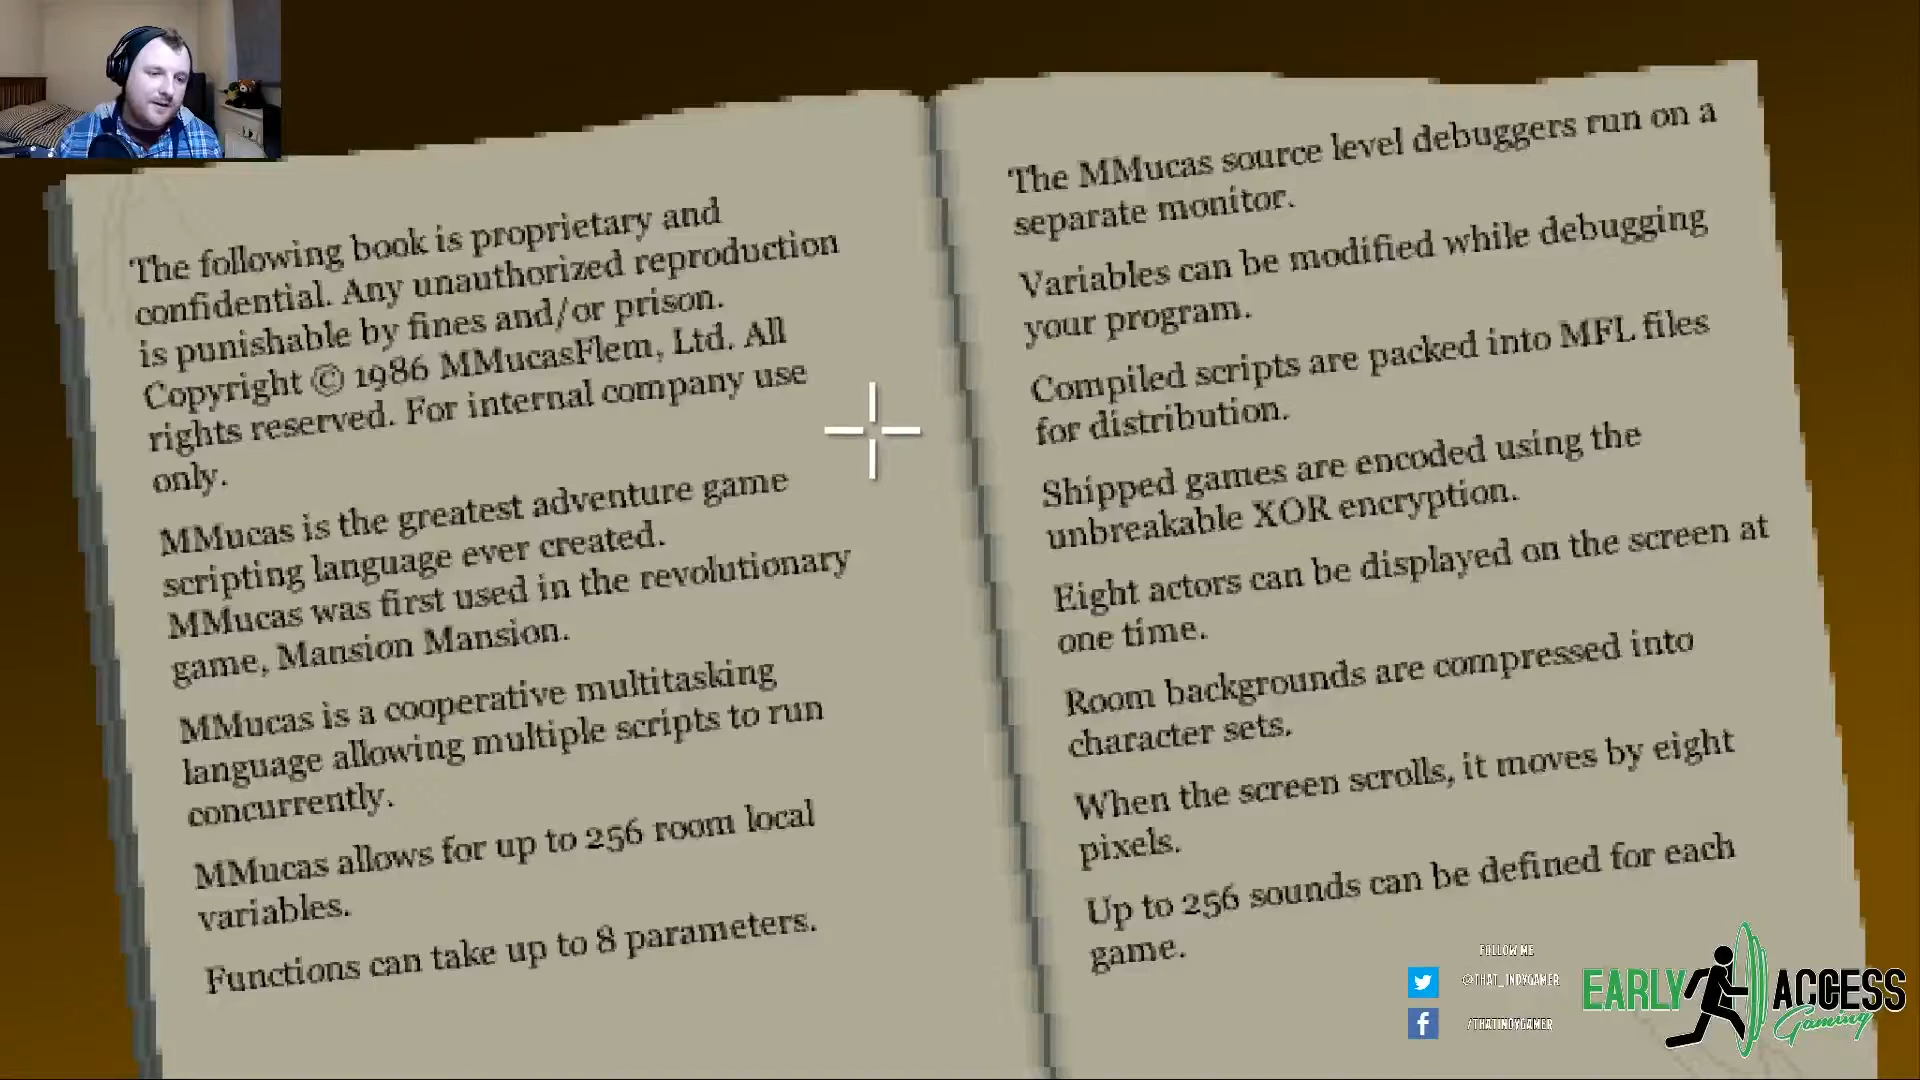 The following book is proprietary and
confidential. Any unauthorized reproduction
is punishable by fines and/or prison.
Copyright © 1986 MMucasFlem, Ltd. All
rights reserved. For internal company use
only.
MMucas is the greatest adventure game
scripting language ever created.
MMucas was first used in the revolutionary
game, Mansion Mansion.
MMucas is a cooperative multitasking
language allowing multiple scripts to run
concurrently.
MMucas allows for up to 256 room local
variables.
Functions can take up to 8 parameters.
The MMucas source level debuggers run on a
separate monitor.
Variables can be modified while debugging
your program.
Compiled scripts are packed into MFL files
for distribution.
Shipped games are encoded using the
unbreakable XOR encryption.
Eight actors can be displayed on the screen at
one time.
Room backgrounds are compressed into
character sets.
When the screen scrolls, it moves by eight
pixels.
Up to 256 sounds can be defined for each
game.
FOLLOW ME
@THAT_INDYGAMER
/THATINDYGAMER
EARLY ACCESS
Gaming